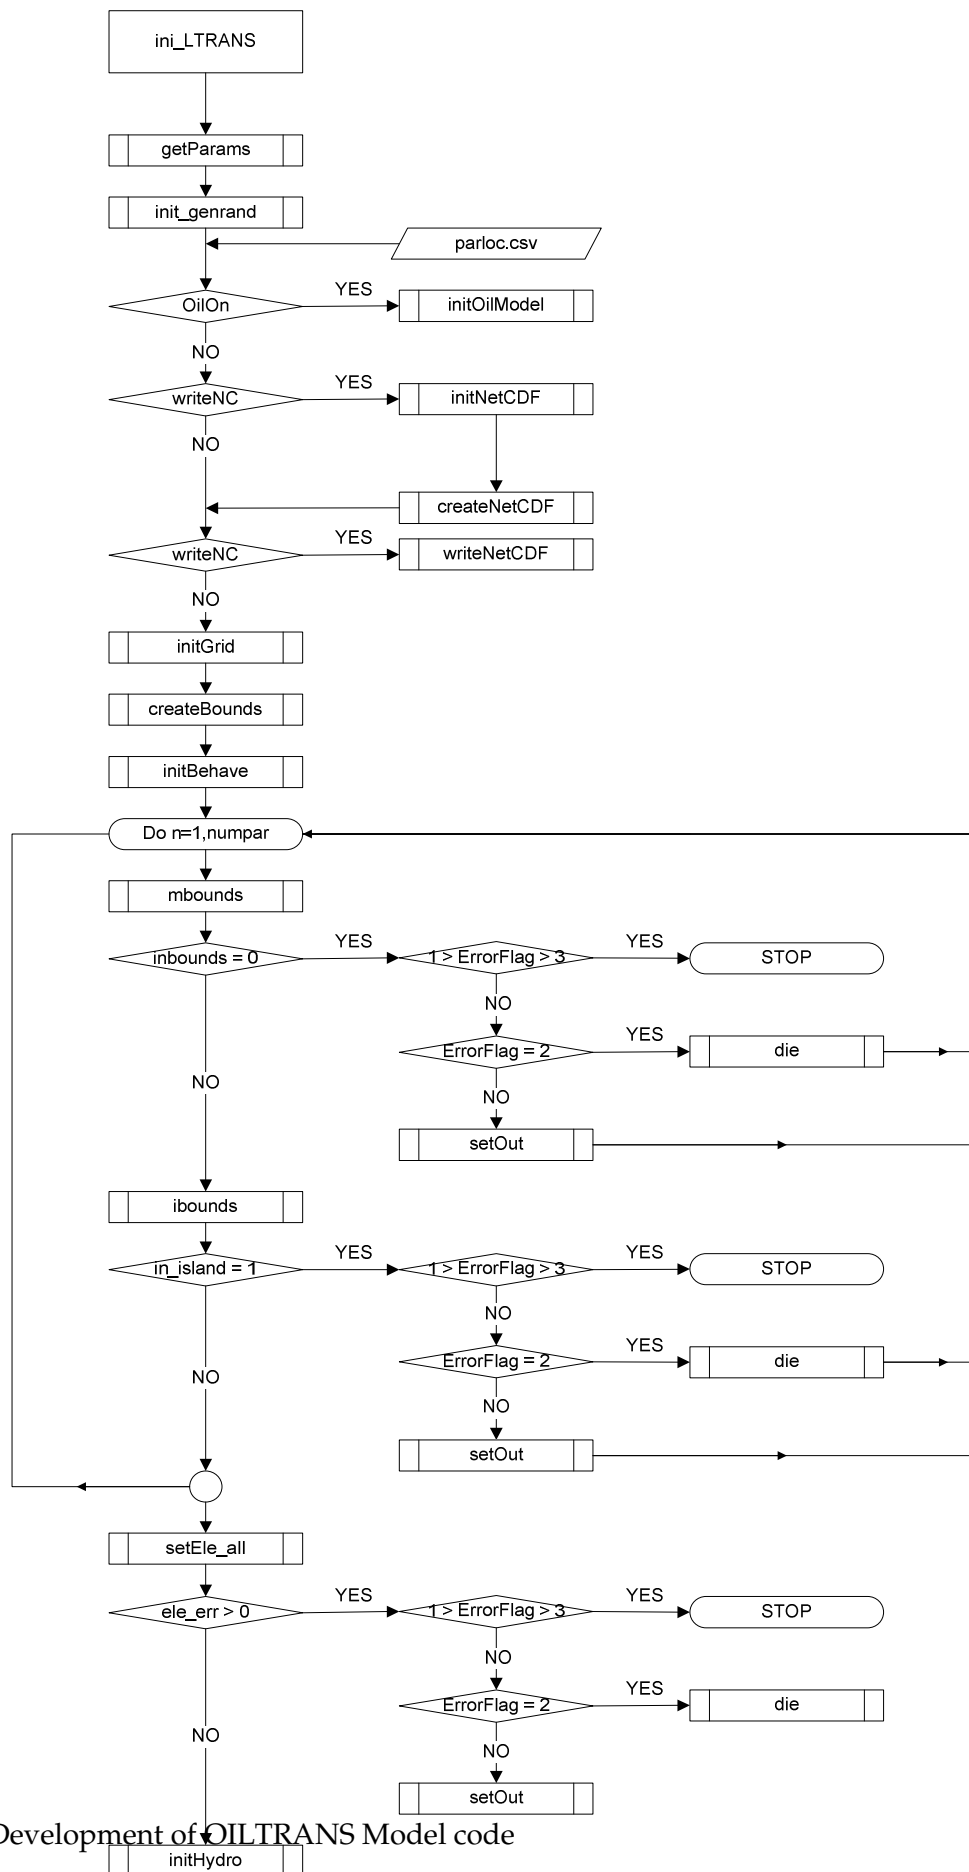 ini_LTRANS
getParams
init_genrand
parloc.csv
OilOn
YES
initOilModel
NO
writeNC
YES
initNetCDF
NO
createNetCDF
writeNC
YES
writeNetCDF
NO
initGrid
createBounds
initBehave
Do n=1,numpar
mbounds
inbounds = 0
YES
1 > ErrorFlag > 3
YES
STOP
NO
ErrorFlag = 2
YES
die
NO
NO
setOut
ibounds
in_island = 1
YES
1 > ErrorFlag > 3
YES
STOP
NO
ErrorFlag = 2
YES
die
NO
NO
setOut
setEle_all
ele_err > 0
YES
1 > ErrorFlag > 3
YES
STOP
NO
ErrorFlag = 2
YES
die
NO
NO
setOut
Development of OILTRANS Model code
initHydro